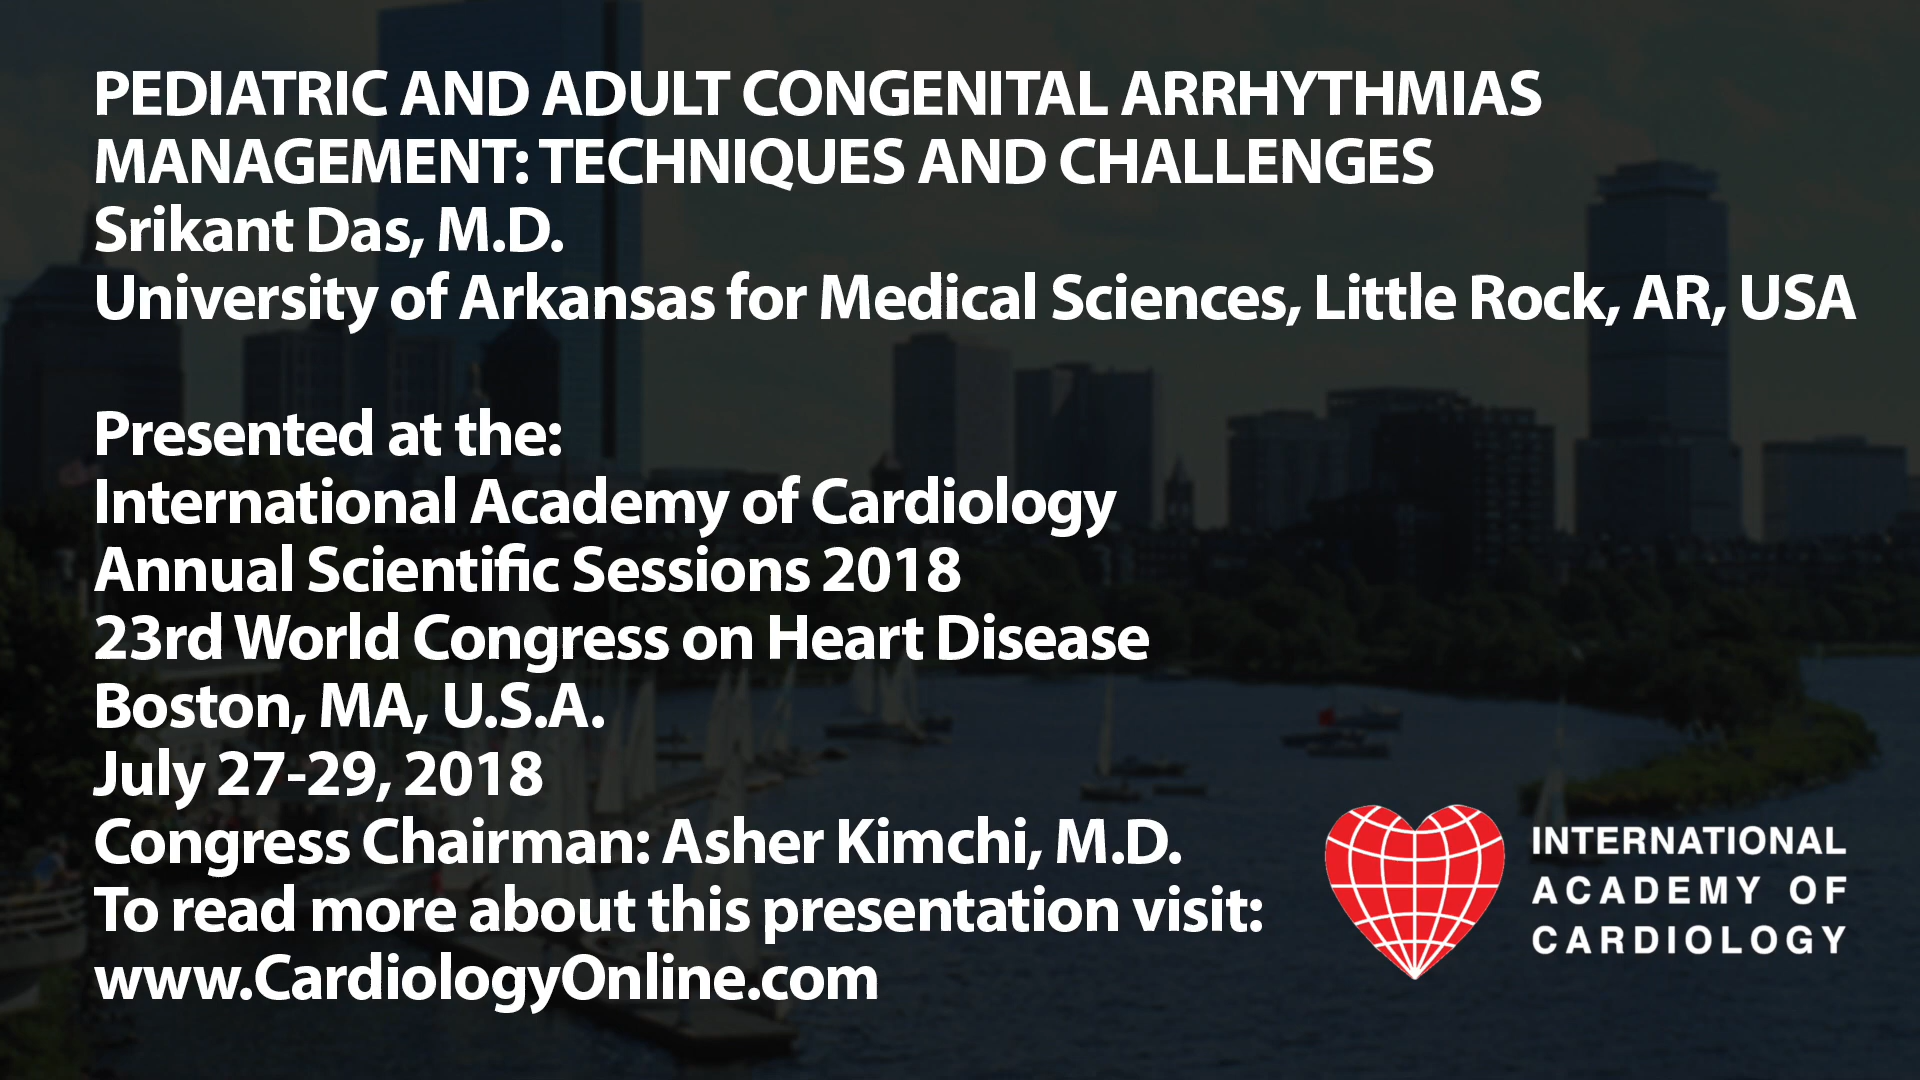 PEDIATRIC AND ADULT CONGENITAL ARRHYTHMIAS
MANAGEMENT: TECHNIQUES AND CHALLENGES
Srikant Das, M.D.
University of Arkansas for Medical Sciences, Little Rock, AR, USA
Presented at the:
International Academy of Cardiology
Annual Scientific Sessions 2018
23rd World Congress on Heart Disease
Boston, MA, U.S.A.
July 27-29, 2018
Congress Chairman: Asher Kimchi, M.D.
To read more about this presentation visit:
www.CardiologyOnline.com
INTERNATIONAL
ACADEMY OF
CARDIOLOGY